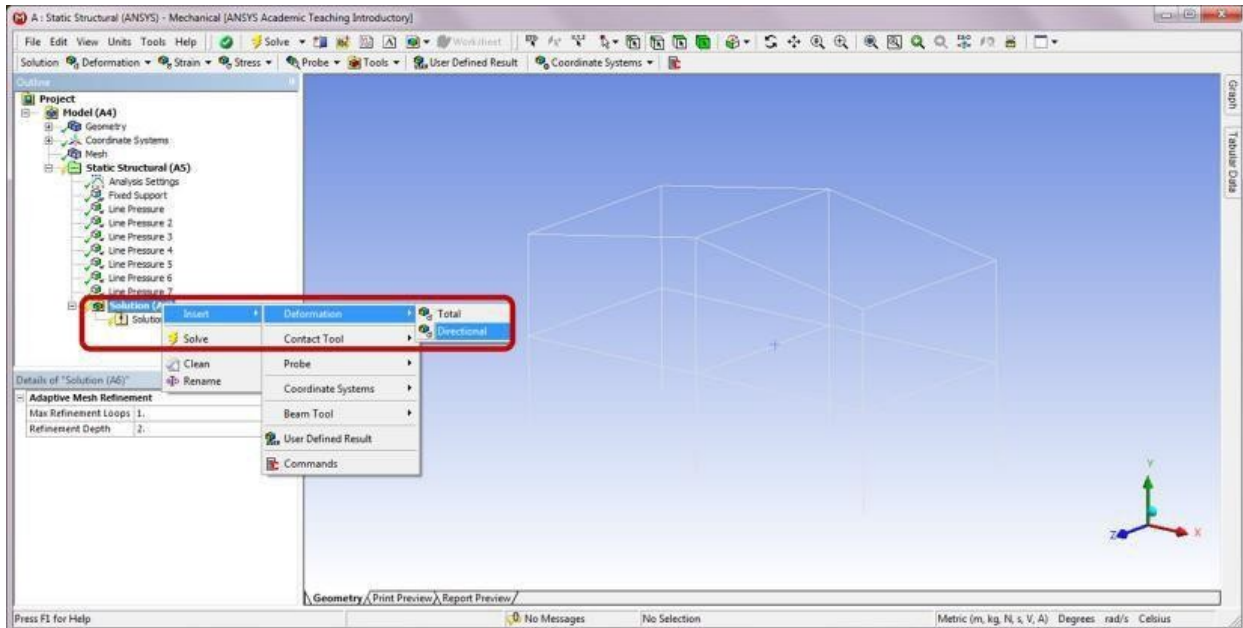 A : Static Structural (ANSYS) - Mechanical [ANSYS Academic Teaching Introductory]
File Edit View Units Tools Help Solve Worksheet
Solution Deformation Strain Stress Probe Tools User Defined Result Coordinate Systems
Outline
Project
Model (A4)
Geometry
Coordinate Systems
Mesh
Static Structural (A5)
Analysis Settings
Fixed Support
Line Pressure
Line Pressure 2
Line Pressure 3
Line Pressure 4
Line Pressure 5
Line Pressure 6
Line Pressure 7
Solution (A6)
Solution
Insert
Solve
Clean
Rename
Deformation
Contact Tool
Probe
Coordinate Systems
Beam Tool
User Defined Result
Commands
Total
Directional
Details of "Solution (A6)"
Adaptive Mesh Refinement
Max Refinement Loops 1.
Refinement Depth 2.
Graph
Tabular Data
Y
Z
X
Geometry Print Preview Report Preview
Press F1 for Help
No Messages
No Selection
Metric (m, kg, N, s, V, A) Degrees rad/s Celsius